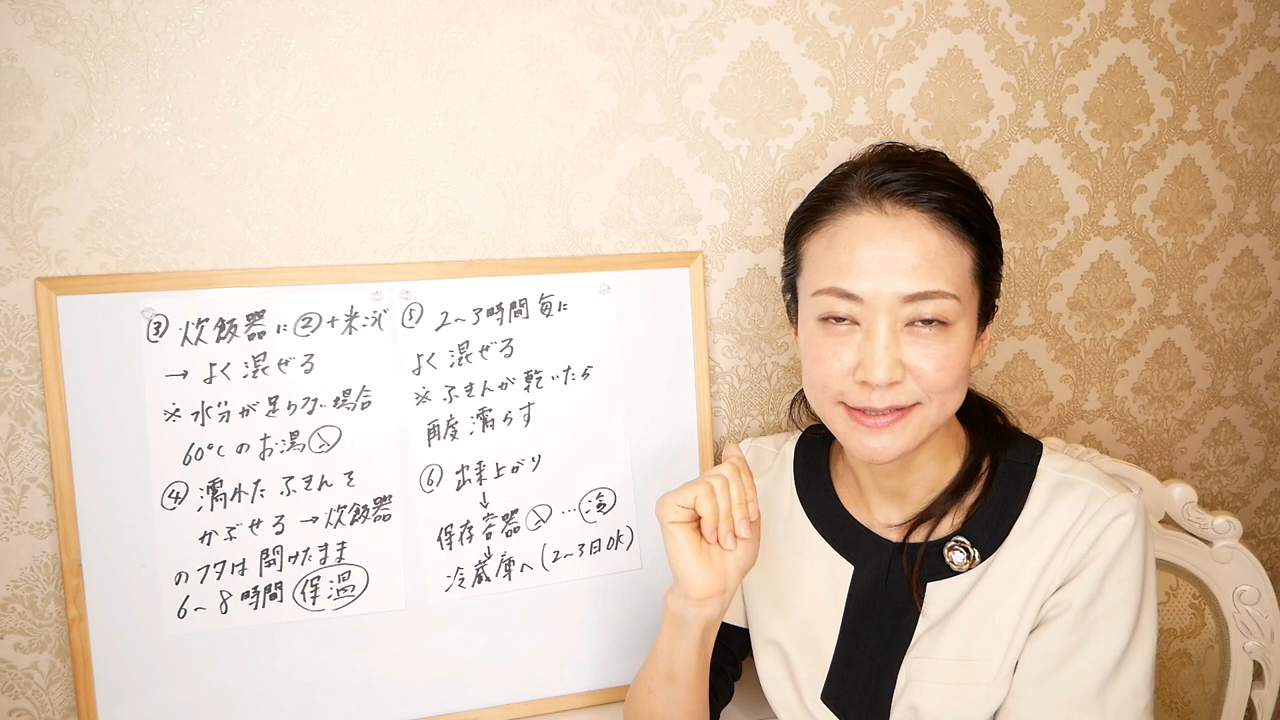 ③ 炊飯器に②+米こうじ
→ よく混ぜる
※ 水分が足りない場合
60℃のお湯入
④ 濡れたふきんを
かぶせる → 炊飯器
のフタは開けたまま
6~8時間 保温
⑤ 2~3時間毎に
よく混ぜる
※ ふきんが乾いたら
再度濡らす
⑥ 出来上がり
↓
保存容器入 … 冷
↓
冷蔵庫へ(2~3日OK)